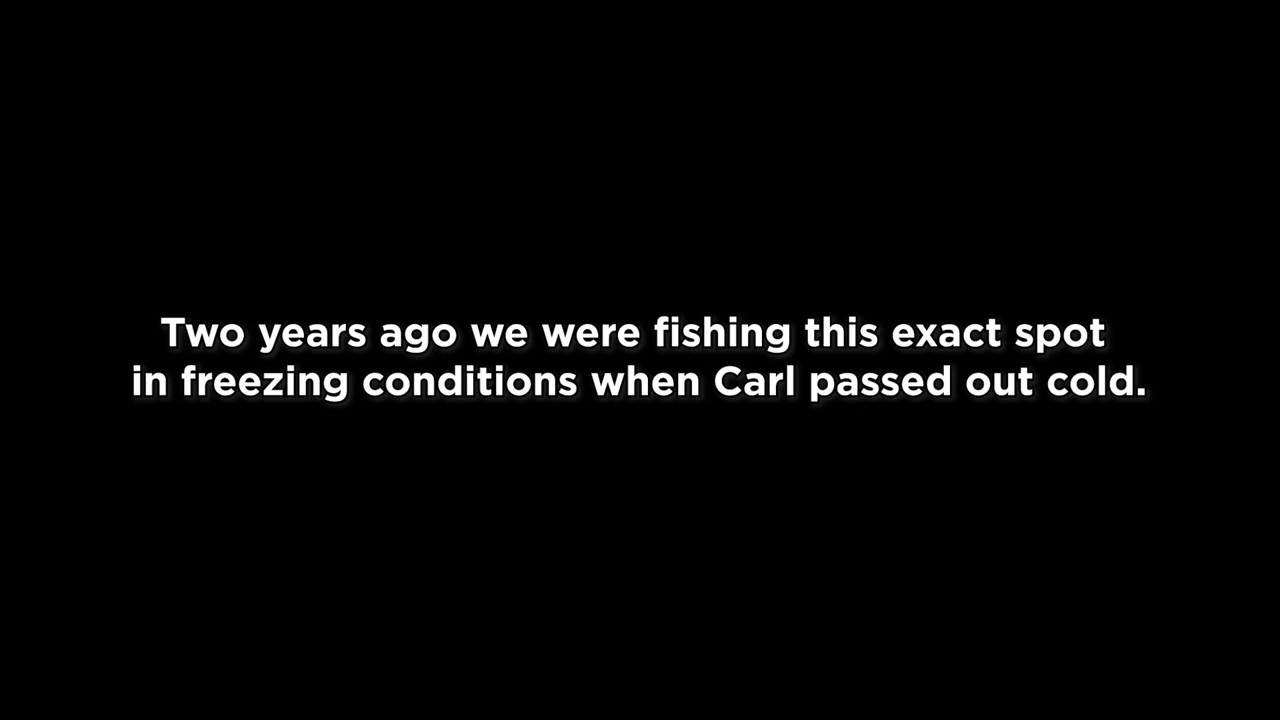 Two years ago we were fishing this exact spot
in freezing conditions when Carl passed out cold.